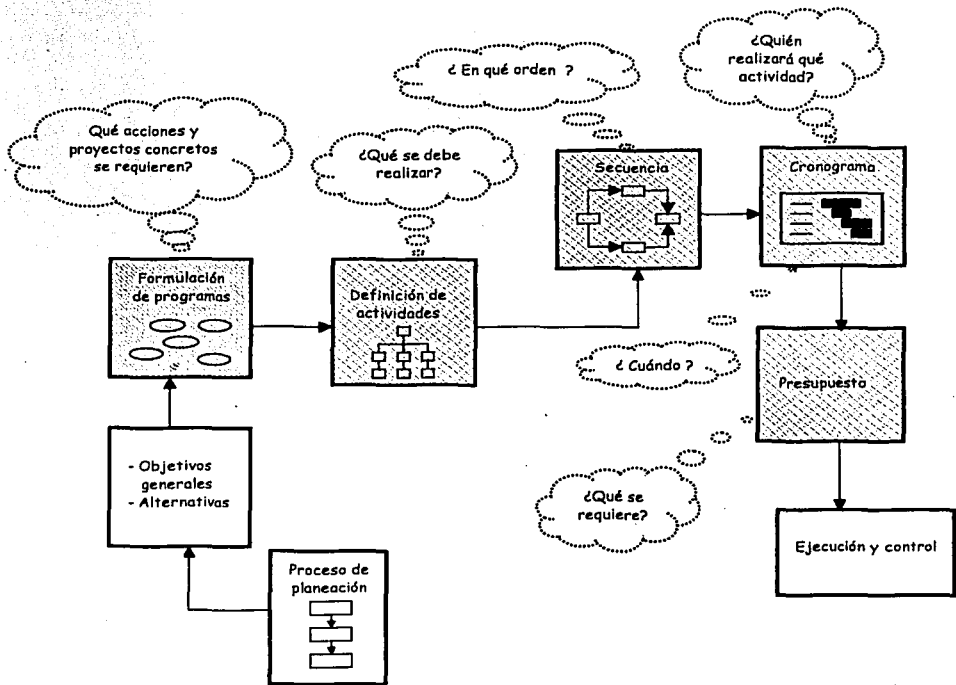 ¿Quién
realizará qué
actividad?
¿ En qué orden ?
Qué acciones y
proyectos concretos
se requieren?
¿Qué se debe
realizar?
Secuencia
Cronograma
Formulación
de programas
Definición de
actividades
¿ Cuándo ?
Presupuesto
- Objetivos
generales
- Alternativas
¿Qué se
requiere?
Ejecución y control
Proceso de
planeación